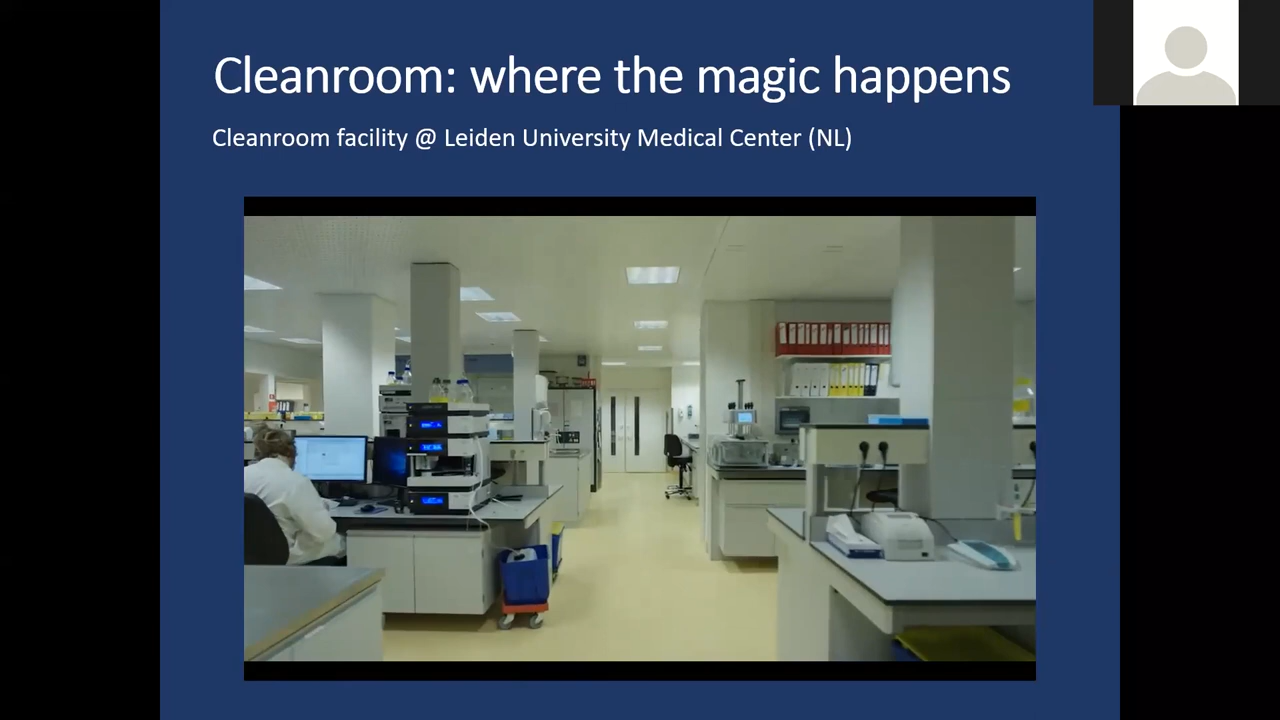 Cleanroom: where the magic happens
Cleanroom facility @ Leiden University Medical Center (NL)